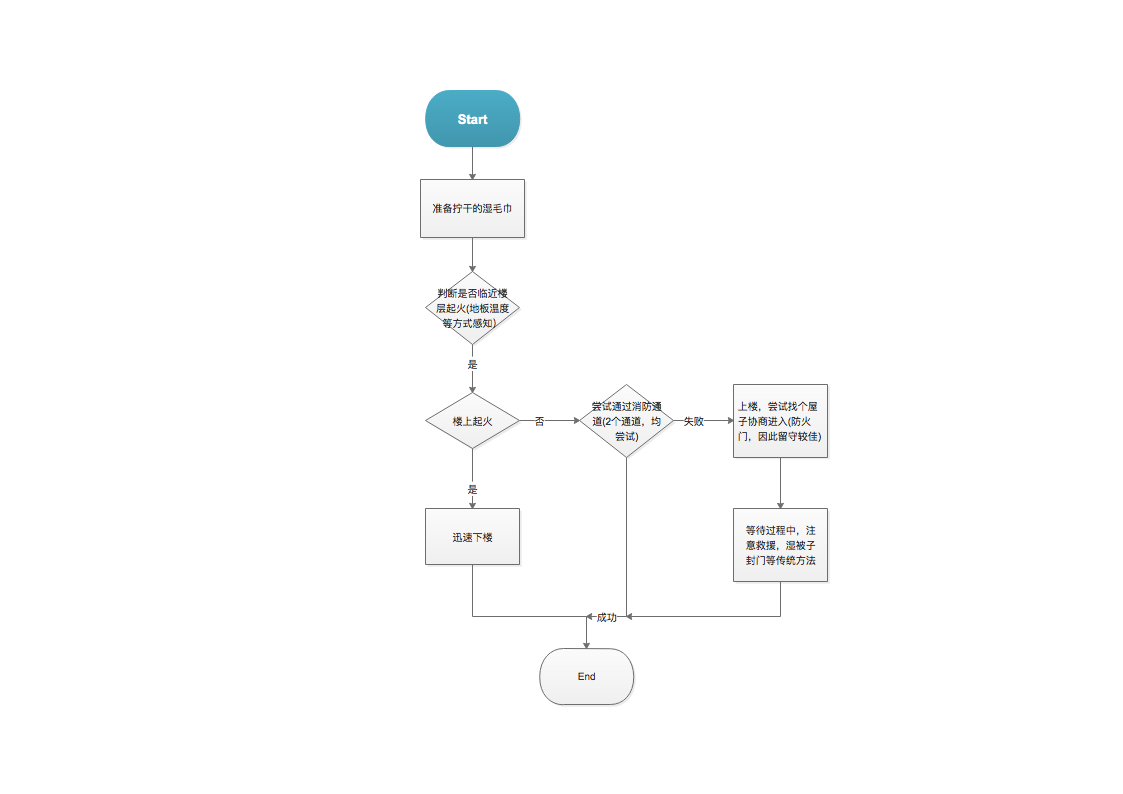 Start
准备拧干的湿毛巾
判断是否临近楼
层起火(地板温度
等方式感知)
是
楼上起火
否
尝试通过消防通
道(2个通道，均
尝试)
失败
上楼，尝试找个屋
子协商进入(防火
门，因此留守较佳)
是
迅速下楼
等待过程中，注
意救援，湿被子
封门等传统方法
成功
End